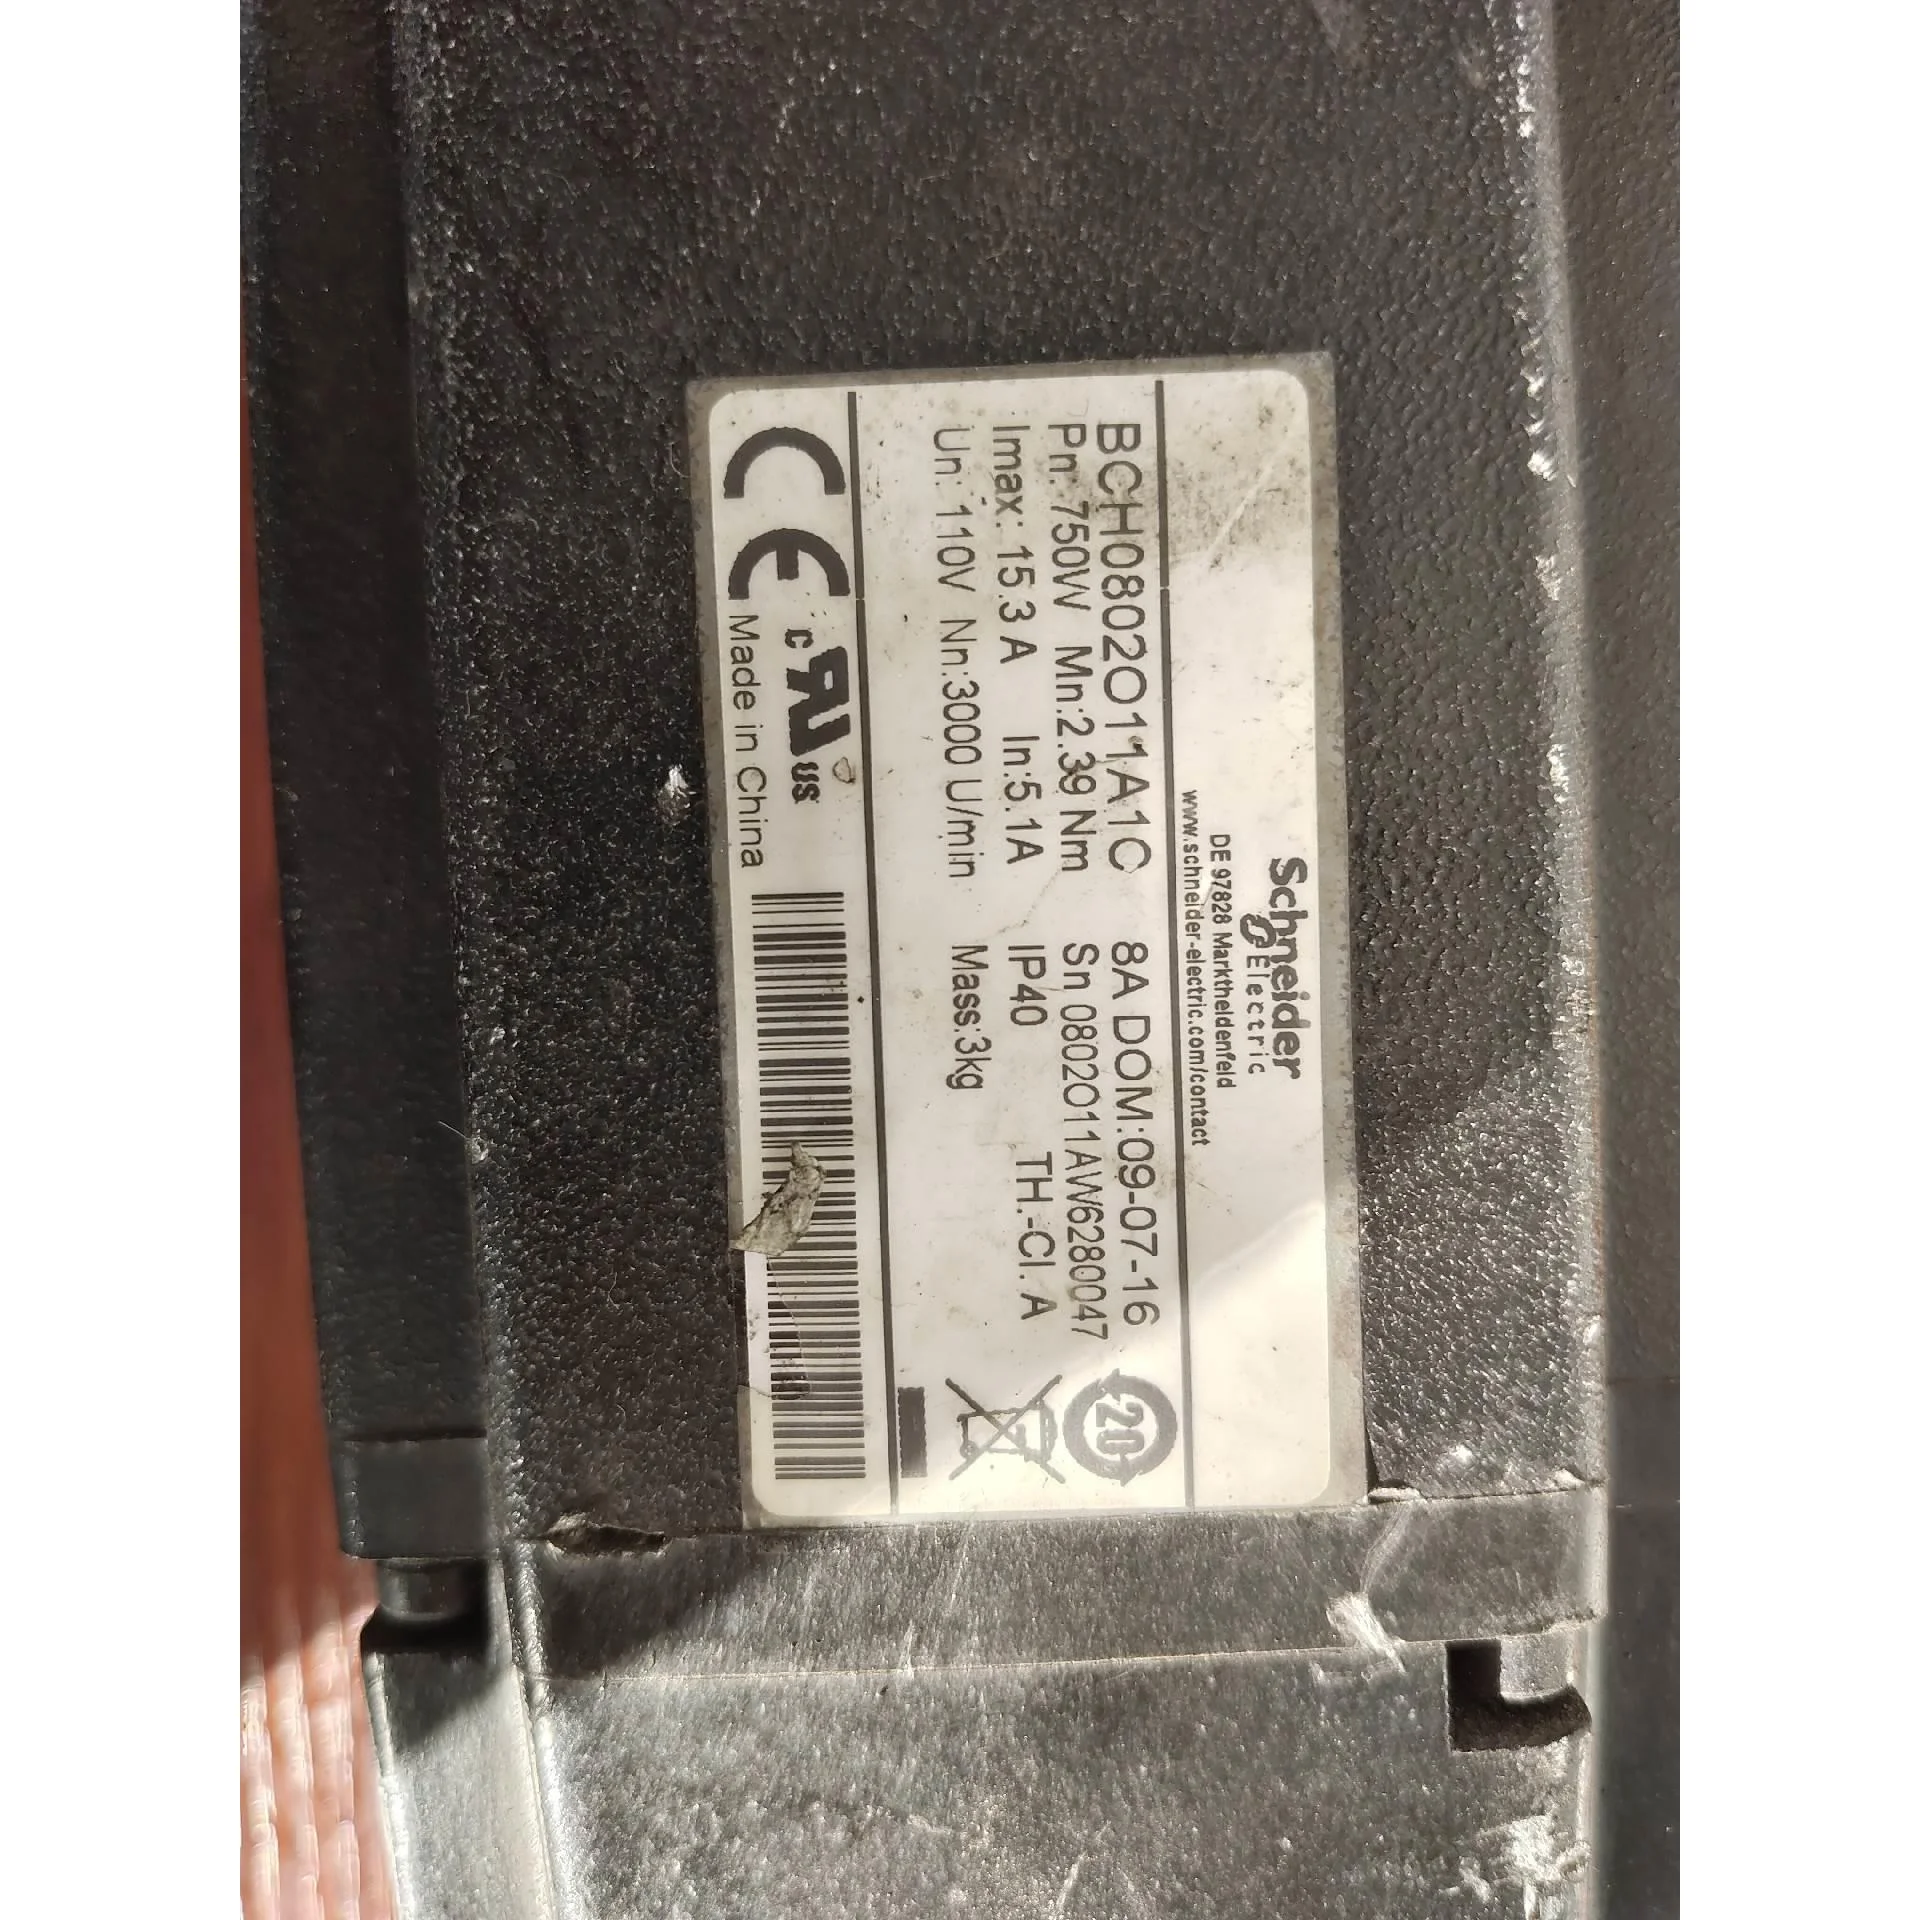 Schneider
Electric
DE 97828 Marktheidenfeld
www.schneider-electric.com/contact
BCH0802O11A1C 8A DOM:09-07-16
Pn: 750W Mn:2.39 Nm Sn 0802O11AW6280047
Imax: 15.3 A In:5.1A IP40 TH.-Cl. A
Un: 110V Nn:3000 U/min Mass:3kg
20
CE c RU US
Made in China